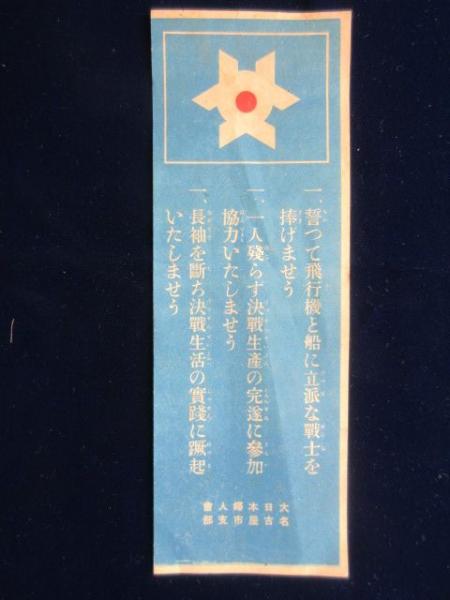 一、誓つて飛行機と船に立派な戰士を
捧げませう
一、一人殘らず決戰生產の完遂に參加
協力いたしませう
一、長袖を斷ち決戰生活の實踐に蹶起
いたしませう
大日本婦人會
名古屋市支部